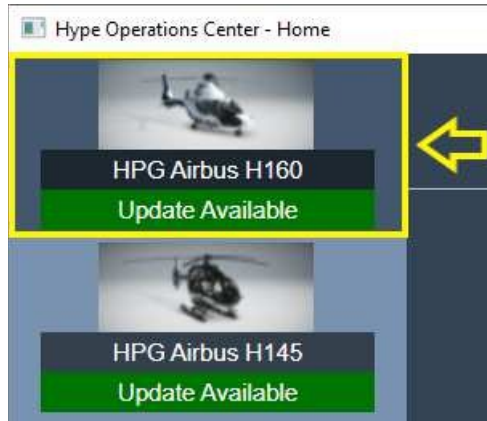 Hype Operations Center - Home
HPG Airbus H160
Update Available
HPG Airbus H145
Update Available